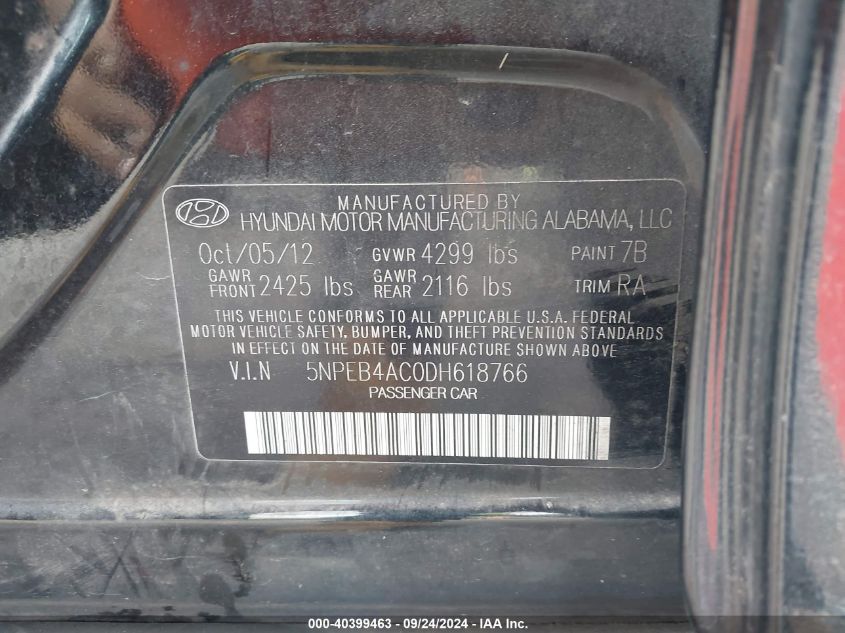 MANUFACTURED BY
HYUNDAI MOTOR MANUFACTURING ALABAMA, LLC
Oct/05/12 GVWR 4299 lbs PAINT 7B
GAWR FRONT 2425 lbs GAWR REAR 2116 lbs TRIM RA
THIS VEHICLE CONFORMS TO ALL APPLICABLE U.S.A. FEDERAL
MOTOR VEHICLE SAFETY, BUMPER, AND THEFT PREVENTION STANDARDS
IN EFFECT ON THE DATE OF MANUFACTURE SHOWN ABOVE
V.I.N 5NPEB4AC0DH618766
PASSENGER CAR
000-40399463 - 09/24/2024 - IAA Inc.